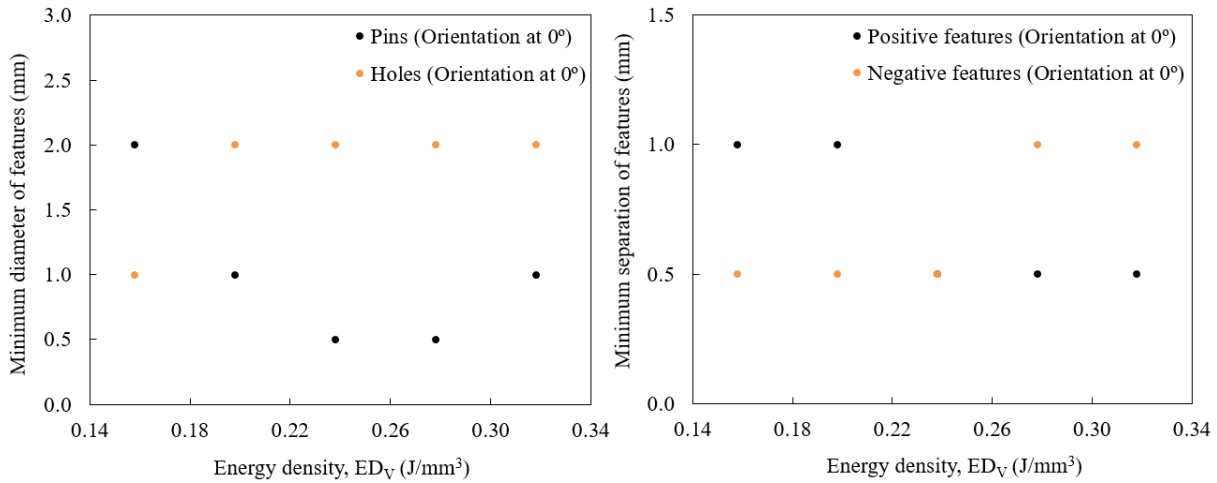 Minimum diameter of features (mm)
3.0
2.5
2.0
1.5
1.0
0.5
0.0
Pins (Orientation at 0º)
Holes (Orientation at 0º)
0.14 0.18 0.22 0.26 0.30 0.34
Energy density, EDV (J/mm³)
Minimum separation of features (mm)
1.5
1.0
0.5
0.0
Positive features (Orientation at 0º)
Negative features (Orientation at 0º)
0.14 0.18 0.22 0.26 0.30 0.34
Energy density, EDV (J/mm³)